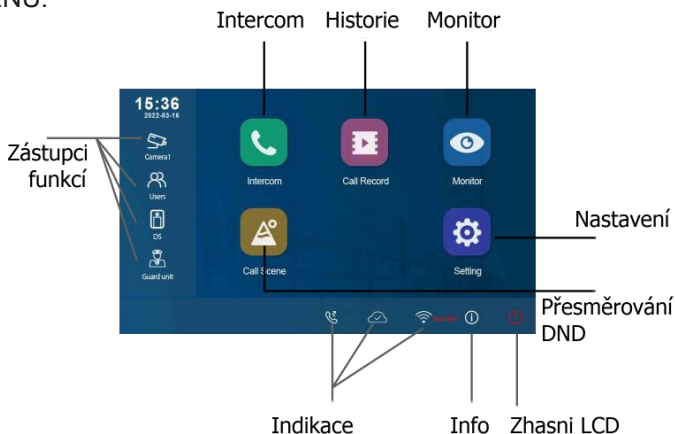 Intercom Historie Monitor
15:36
2022-03-16
Camera1
Users
DS
Guard unit
Zástupci
funkcí
Intercom Call Record Monitor
Call Scene Setting
Nastavení
Přesměrování
DND
Indikace Info Zhasni LCD